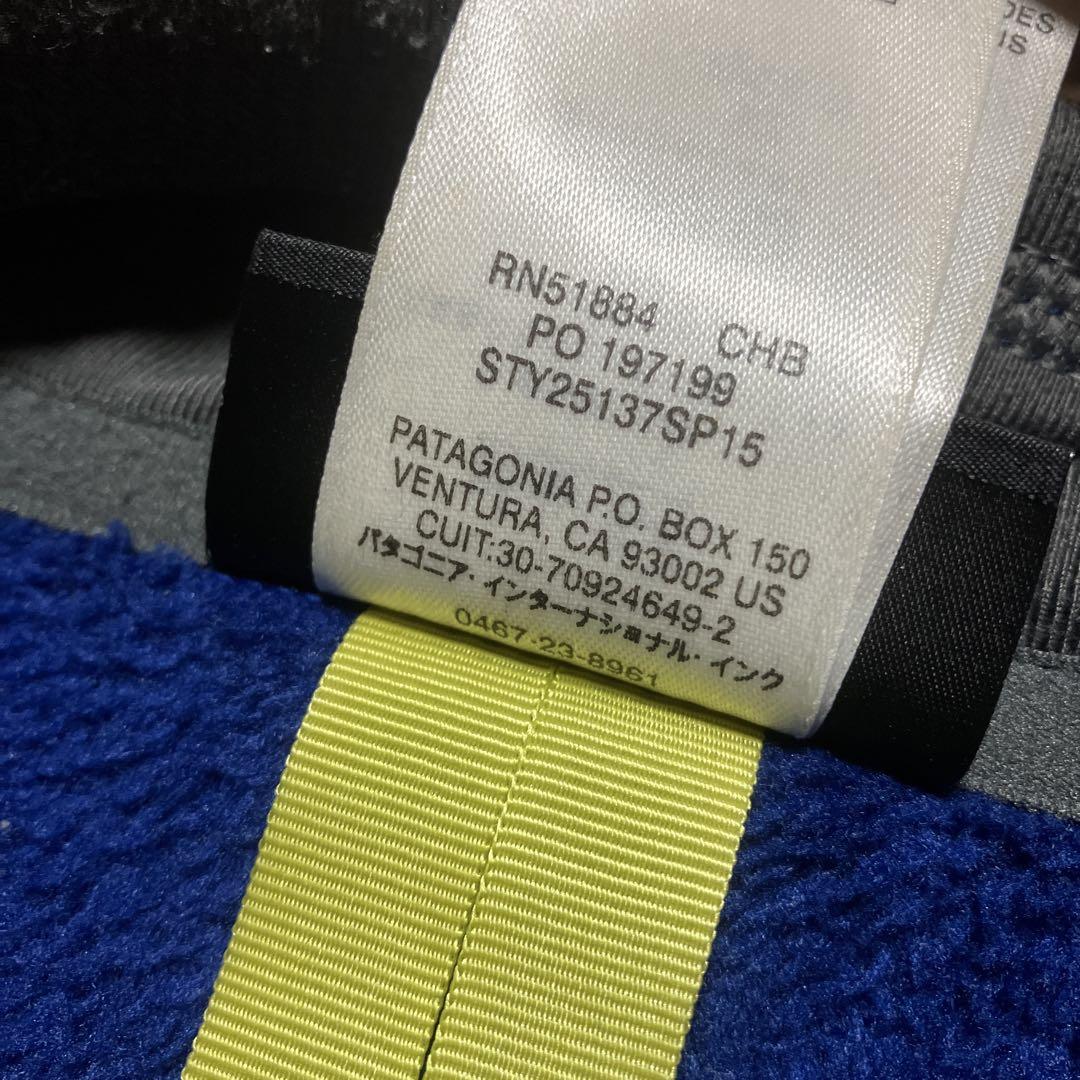 RN51884 CHB
PO 197199
STY25137SP15
PATAGONIA P.O. BOX 150
VENTURA, CA 93002 US
CUIT:30-70924649-2
パタゴニア・インターナショナル・インク
0467-23-8961